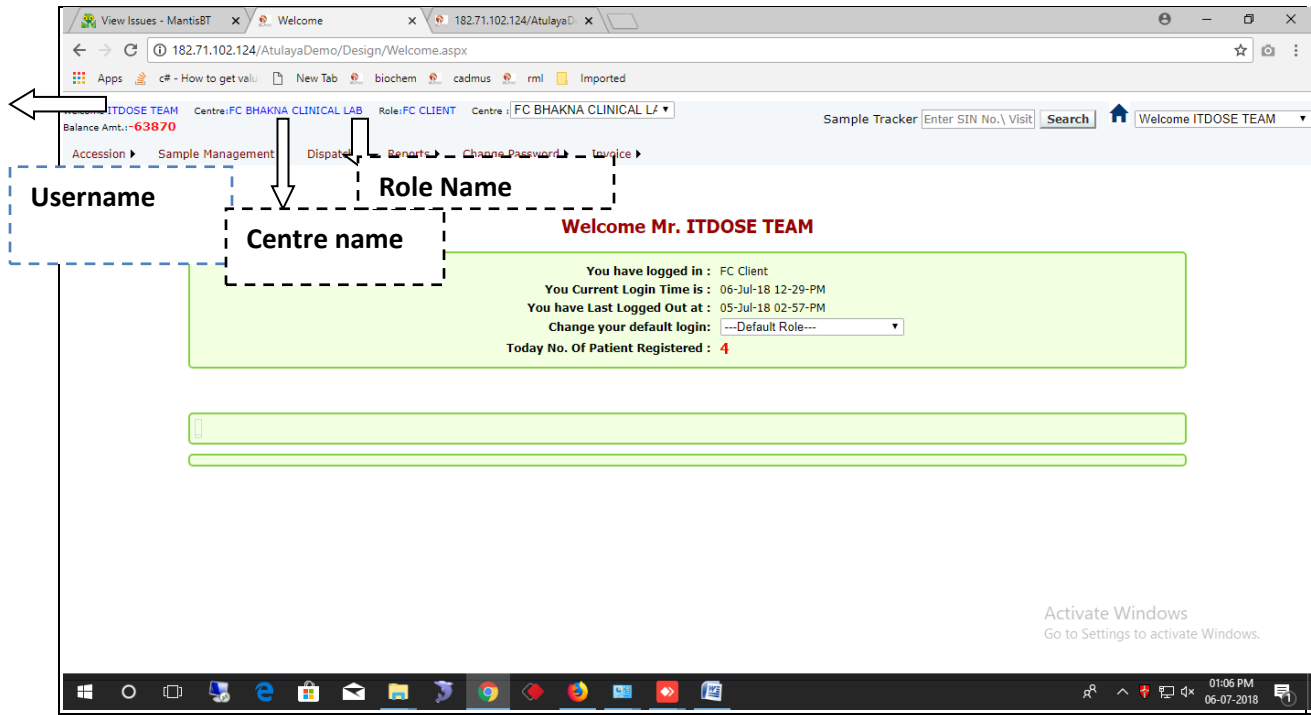 View Issues - MantisBT Welcome 182.71.102.124/AtulayaD
182.71.102.124/AtulayaDemo/Design/Welcome.aspx
Apps c# - How to get valu New Tab biochem cadmus rml Imported
ITDOSE TEAM Centre:FC BHAKNA CLINICAL LAB Role:FC CLIENT Centre : FC BHAKNA CLINICAL LA
Sample Tracker Enter SIN No.\ Visit Search Welcome ITDOSE TEAM
Balance Amt.:-63870
Accession Sample Management Dispatch Reports Change Password Invoice
Username
Role Name
Centre name
Welcome Mr. ITDOSE TEAM
You have logged in : FC Client
You Current Login Time is : 06-Jul-18 12-29-PM
You have Last Logged Out at : 05-Jul-18 02-57-PM
Change your default login: ---Default Role---
Today No. Of Patient Registered : 4
Activate Windows
Go to Settings to activate Windows.
01:06 PM
06-07-2018